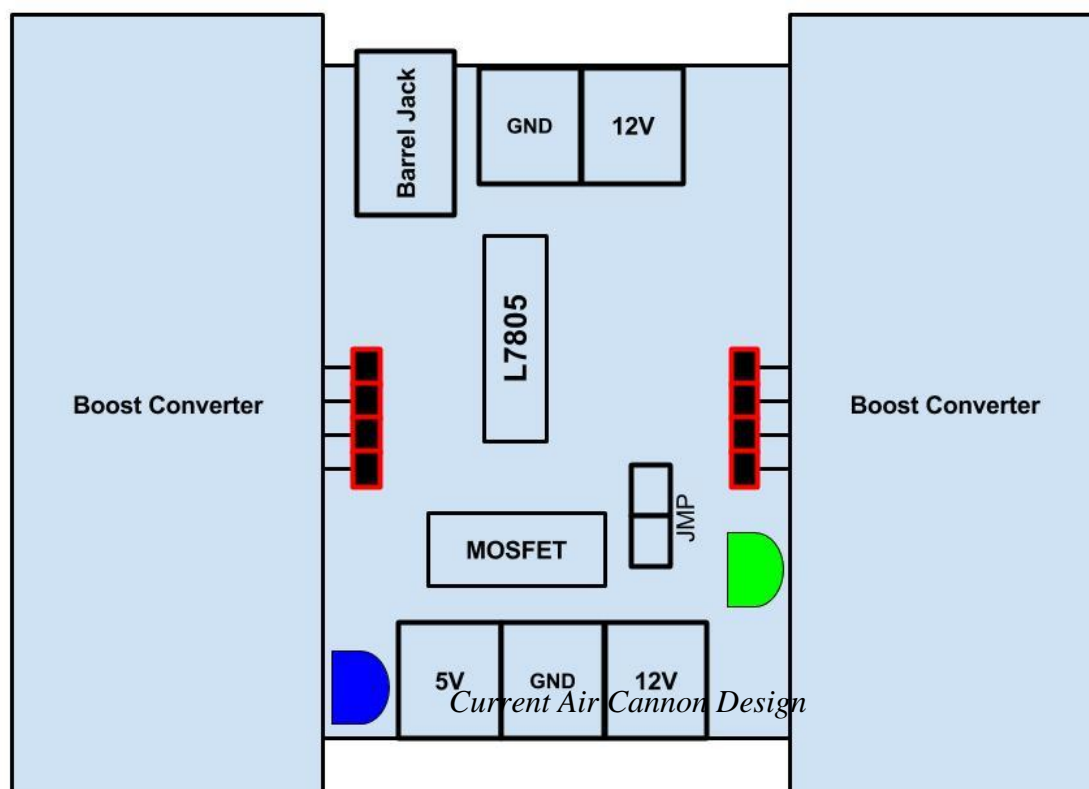 Barrel Jack
GND
12V
L7805
Boost Converter
Boost Converter
JMP
MOSFET
5V
GND
12V
Current Air Cannon Design